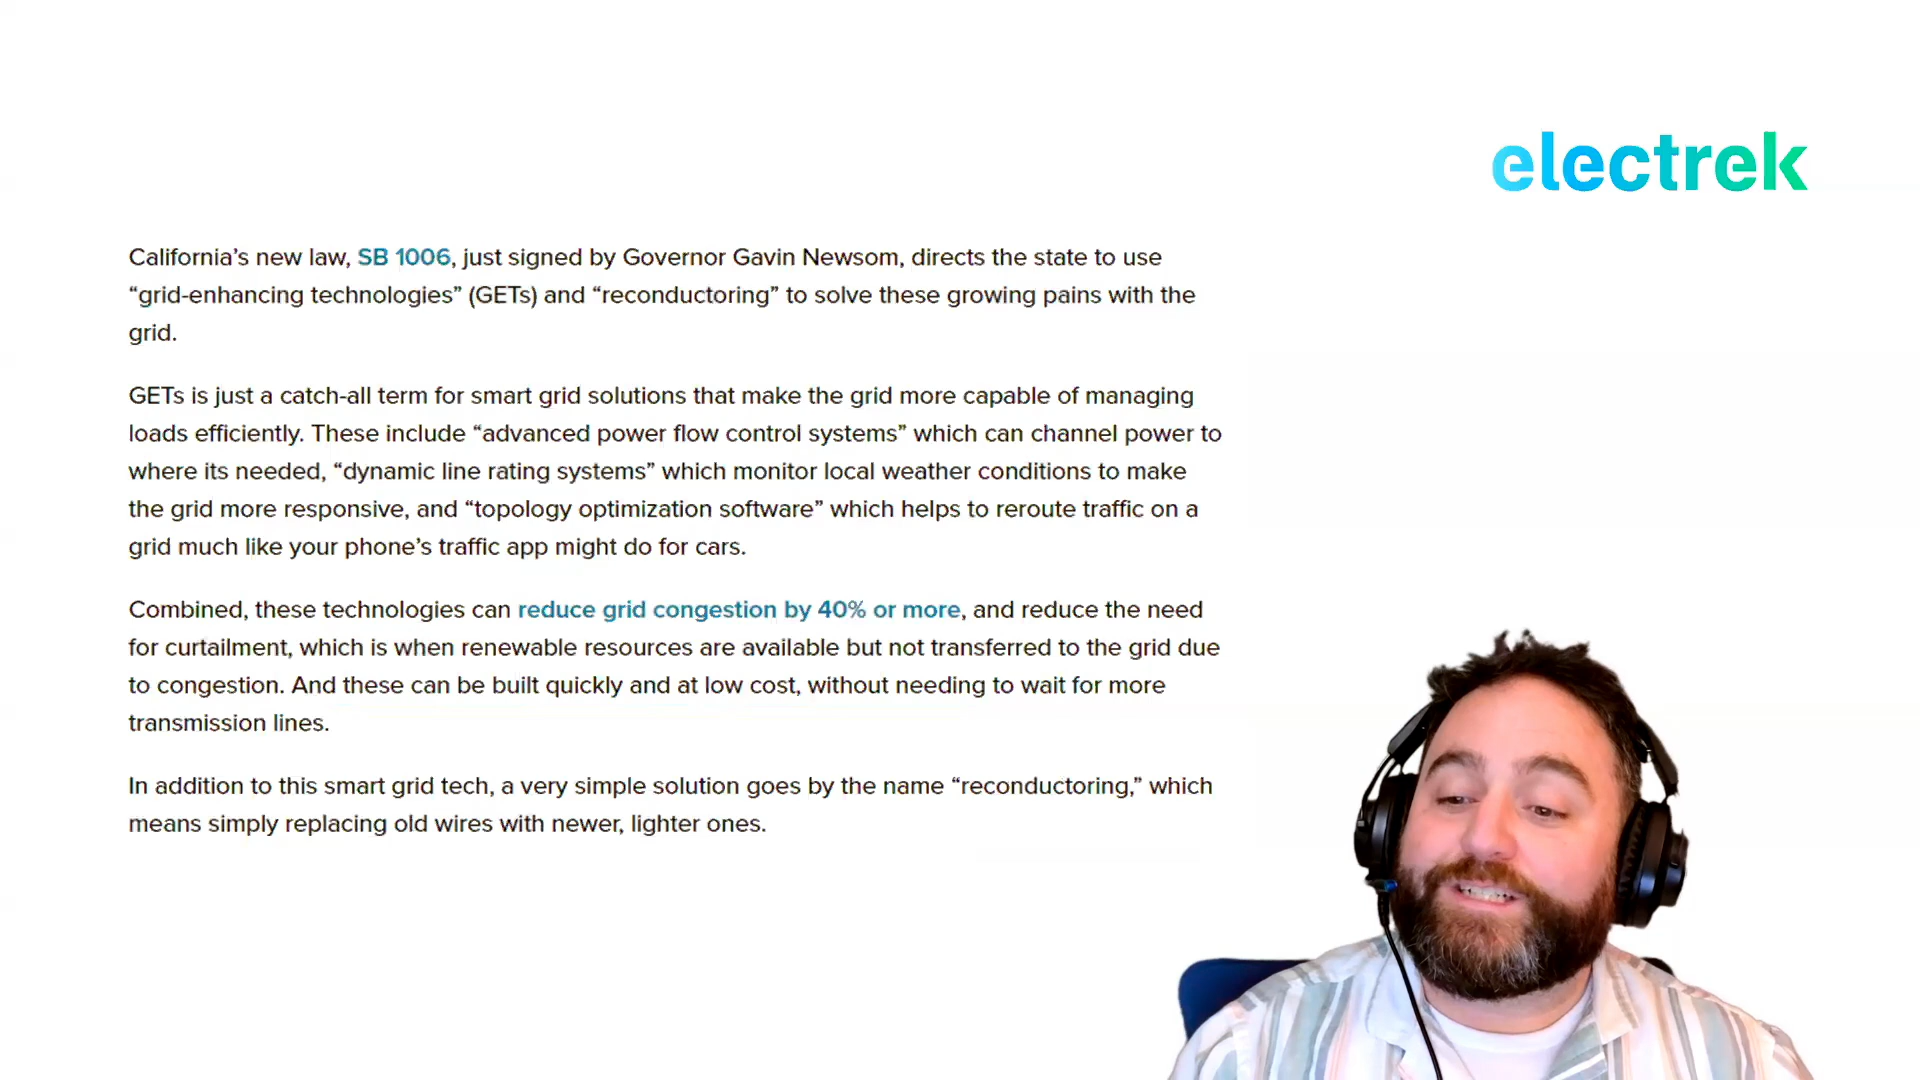 electrek
California’s new law, SB 1006, just signed by Governor Gavin Newsom, directs the state to use
“grid-enhancing technologies” (GETs) and “reconductoring” to solve these growing pains with the
grid.
GETs is just a catch-all term for smart grid solutions that make the grid more capable of managing
loads efficiently. These include “advanced power flow control systems” which can channel power to
where its needed, “dynamic line rating systems” which monitor local weather conditions to make
the grid more responsive, and “topology optimization software” which helps to reroute traffic on a
grid much like your phone’s traffic app might do for cars.
Combined, these technologies can reduce grid congestion by 40% or more, and reduce the need
for curtailment, which is when renewable resources are available but not transferred to the grid due
to congestion. And these can be built quickly and at low cost, without needing to wait for more
transmission lines.
In addition to this smart grid tech, a very simple solution goes by the name “reconductoring,” which
means simply replacing old wires with newer, lighter ones.